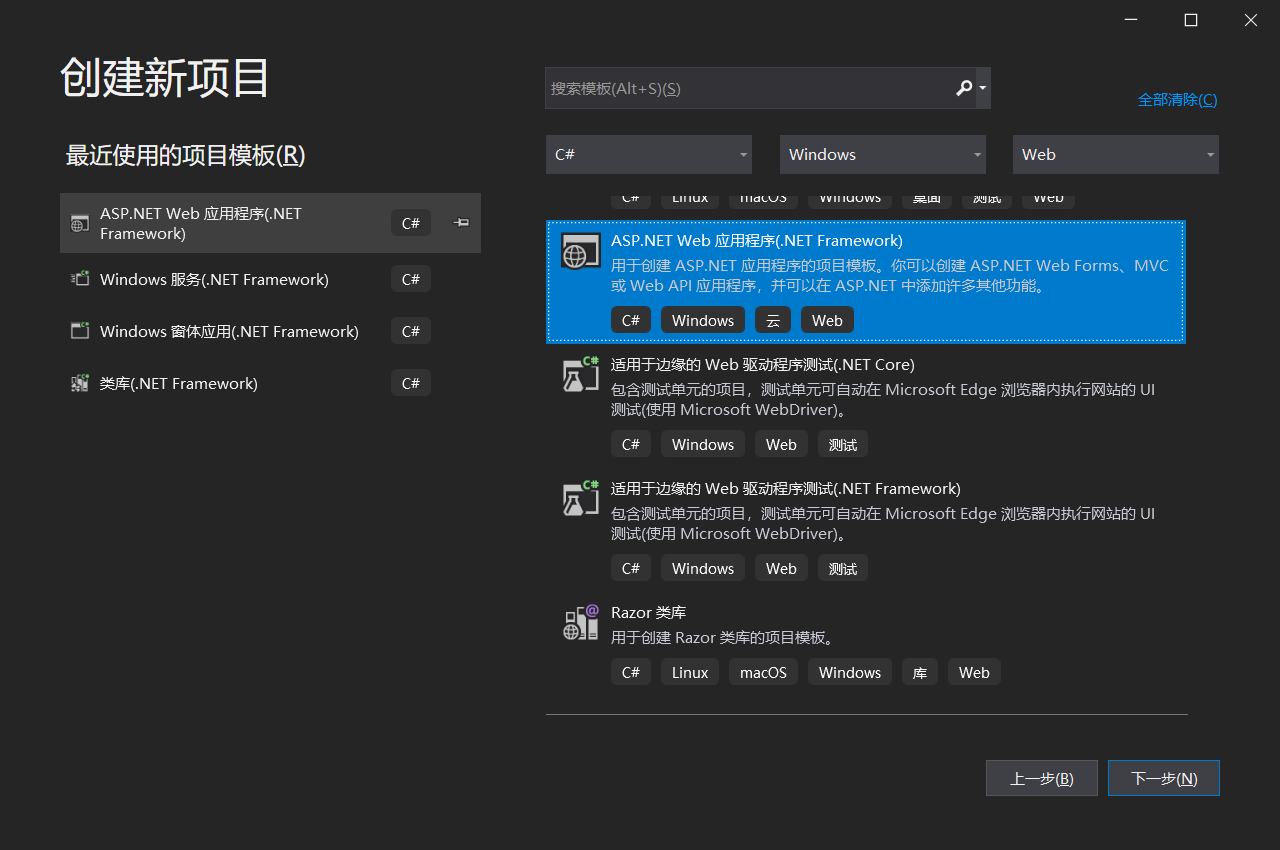 创建新项目
最近使用的项目模板(R)
ASP.NET Web 应用程序(.NET
Framework)
C#
Windows 服务(.NET Framework)
C#
Windows 窗体应用(.NET Framework)
C#
类库(.NET Framework)
C#
搜索模板(Alt+S)(S)
全部清除(C)
C#
Windows
Web
C# Linux macOS Windows 桌面 测试 Web
ASP.NET Web 应用程序(.NET Framework)
用于创建 ASP.NET 应用程序的项目模板。你可以创建 ASP.NET Web Forms、MVC
或 Web API 应用程序，并可以在 ASP.NET 中添加许多其他功能。
C# Windows 云 Web
适用于边缘的 Web 驱动程序测试(.NET Core)
包含测试单元的项目，测试单元可自动在 Microsoft Edge 浏览器内执行网站的 UI
测试(使用 Microsoft WebDriver)。
C# Windows Web 测试
适用于边缘的 Web 驱动程序测试(.NET Framework)
包含测试单元的项目，测试单元可自动在 Microsoft Edge 浏览器内执行网站的 UI
测试(使用 Microsoft WebDriver)。
C# Windows Web 测试
Razor 类库
用于创建 Razor 类库的项目模板。
C# Linux macOS Windows 库 Web
上一步(B)
下一步(N)